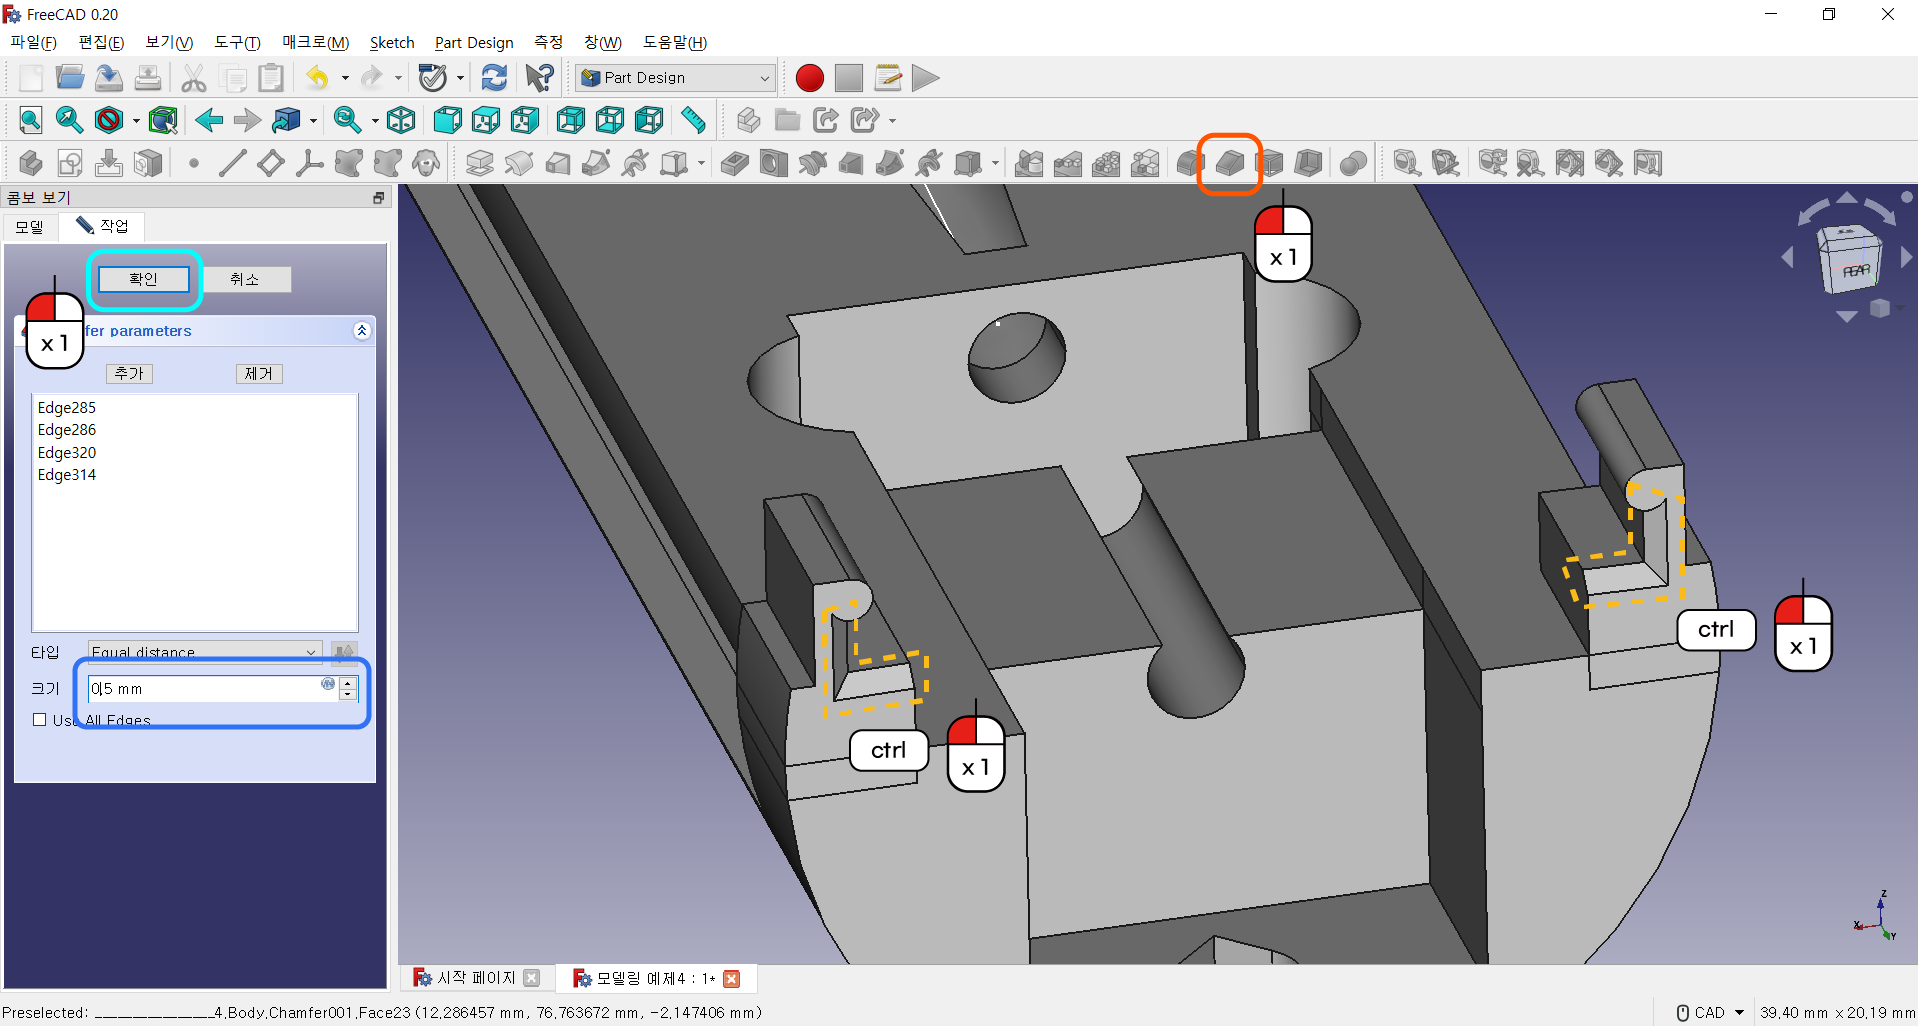 FreeCAD 0.20
파일(F) 편집(E) 보기(V) 도구(T) 매크로(M) Sketch Part Design 측정 창(W) 도움말(H)
Part Design
콤보 보기
모델 작업
확인 취소
x 1
fer parameters
추가 제거
Edge285
Edge286
Edge320
Edge314
타입 Equal distance
크기 0.5 mm
Use All Edges
x 1
REAR
ctrl x 1
ctrl x 1
Z
X
Y
시작 페이지 모델링 예제4 : 1*
Preselected: ________________4.Body.Chamfer001.Face23 (12.286457 mm, 76.763672 mm, -2.147406 mm)
CAD 39.40 mm x 20.19 mm